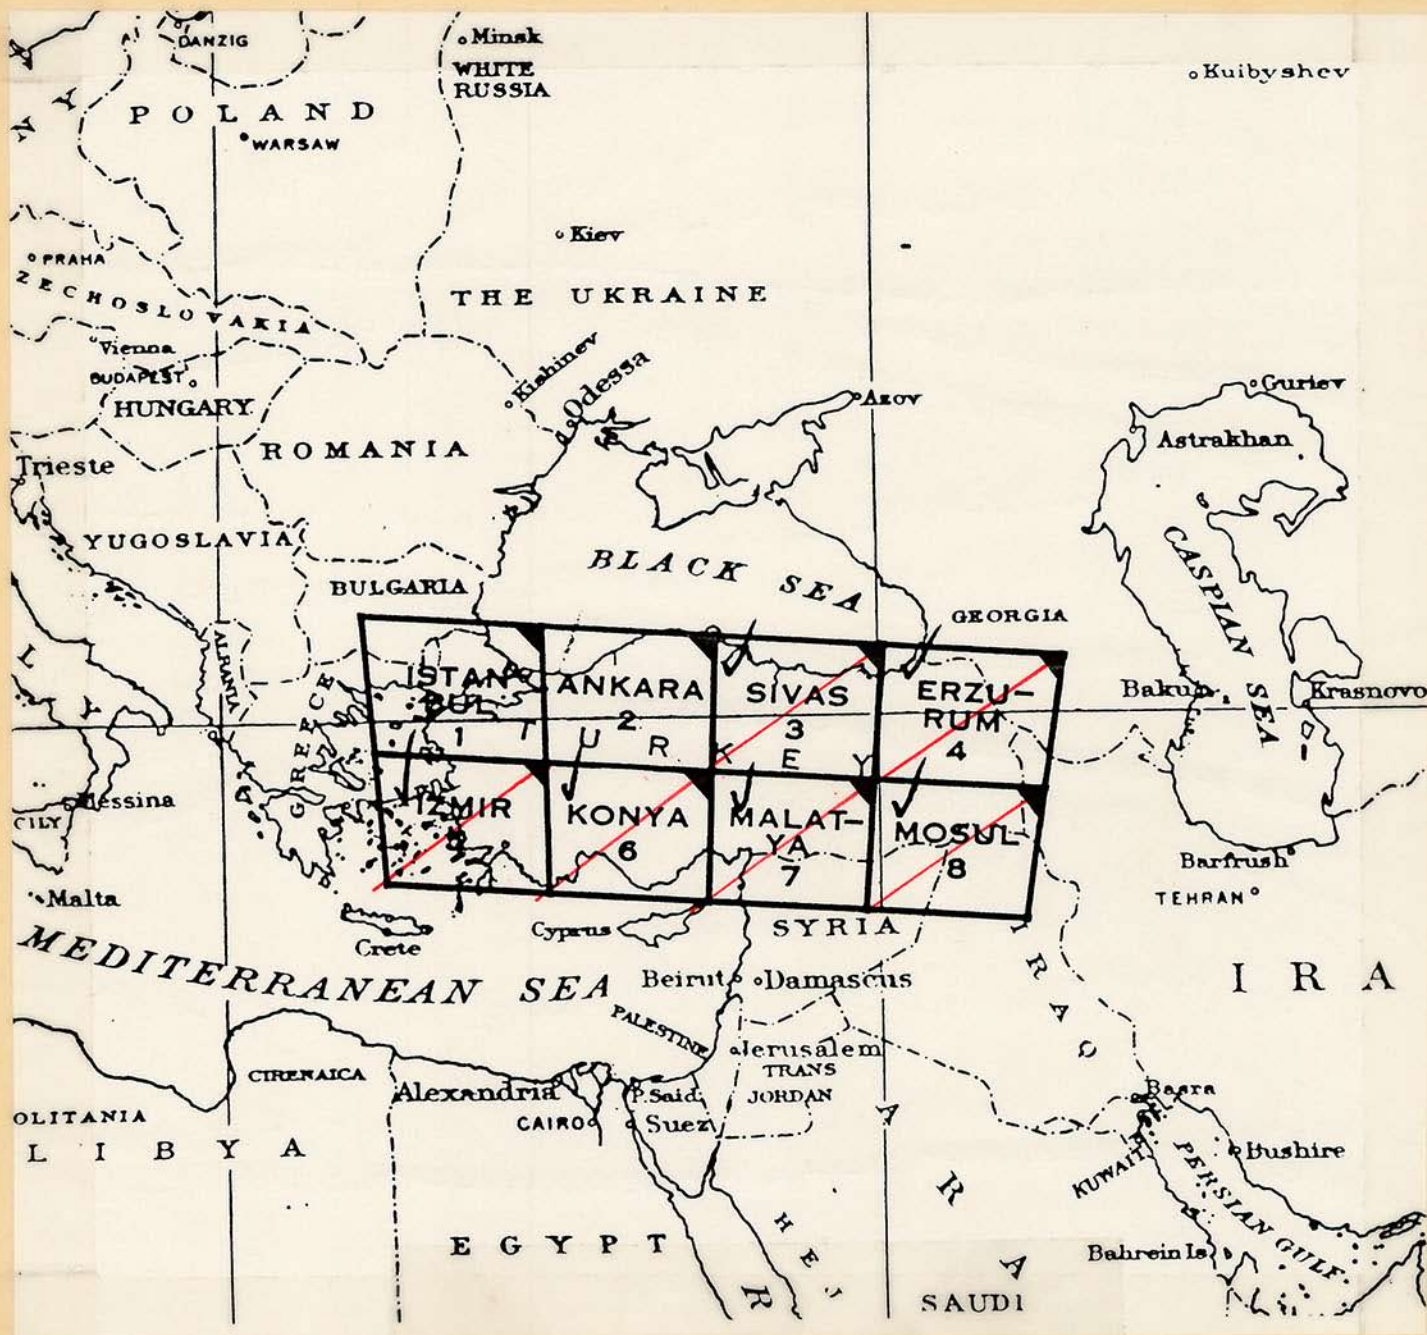 DANZIG
Minsk
WHITE
RUSSIA
Kuibyshev
N Y
POLAND
WARSAW
Kiev
PRAHA
ZECHOSLOVAKIA
THE UKRAINE
Vienna
BUDAPEST
HUNGARY
Kishinev
Odessa
Azov
Guriev
ROMANIA
Astrakhan
Trieste
YUGOSLAVIA
BLACK SEA
CASPIAN SEA
BULGARIA
GEORGIA
ALBANIA
L Y
GREECE
ISTAN-
BUL
1
ANKARA
2
SIVAS
3
ERZU-
RUM
4
TURKEY
Baku
Krasnovo
Messina
CILY
IZMIR
KONYA
6
MALAT-
YA
7
MOSUL
8
Barfrush
TEHRAN
Malta
Crete
Cyprus
SYRIA
MEDITERRANEAN SEA
Beirut
Damascus
IRAQ
I R A
PALESTINE
Jerusalem
TRANS
JORDAN
CIRENAICA
Alexandria
P. Said
Basra
OLITANIA
CAIRO
Suez
LIBYA
KUWAIT
Bushire
PERSIAN GULF
EGYPT
H E J
R
A R A
Bahrein Is
SAUDI